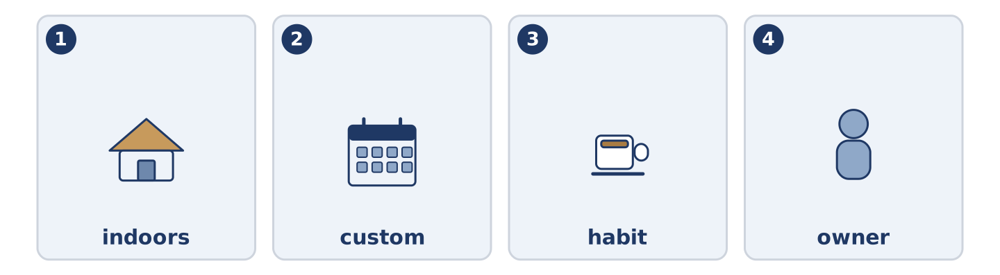 1
indoors
2
custom
3
habit
4
owner